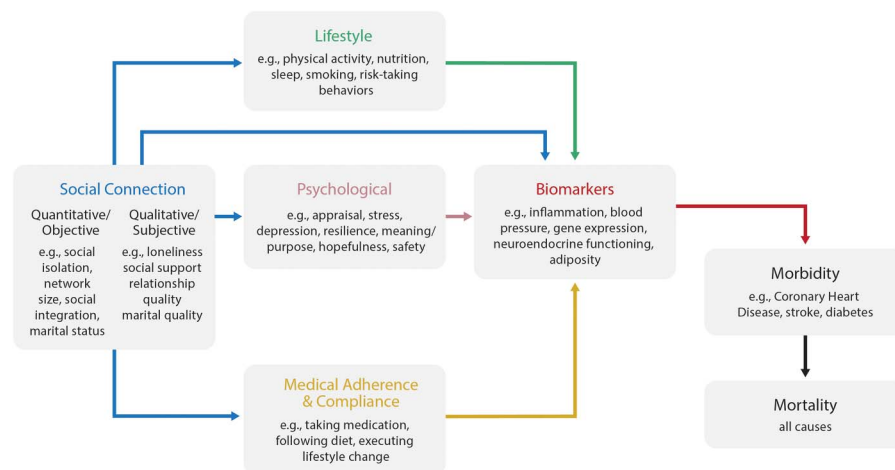 Lifestyle
e.g., physical activity, nutrition,
sleep, smoking, risk-taking
behaviors
Social Connection
Quantitative/
Objective
e.g., social
isolation,
network
size, social
integration,
marital status
Qualitative/
Subjective
e.g., loneliness
social support
relationship
quality
marital quality
Psychological
e.g., appraisal, stress,
depression, resilience, meaning/
purpose, hopefulness, safety
Medical Adherence
& Compliance
e.g., taking medication,
following diet, executing
lifestyle change
Biomarkers
e.g., inflammation, blood
pressure, gene expression,
neuroendocrine functioning,
adiposity
Morbidity
e.g., Coronary Heart
Disease, stroke, diabetes
Mortality
all causes